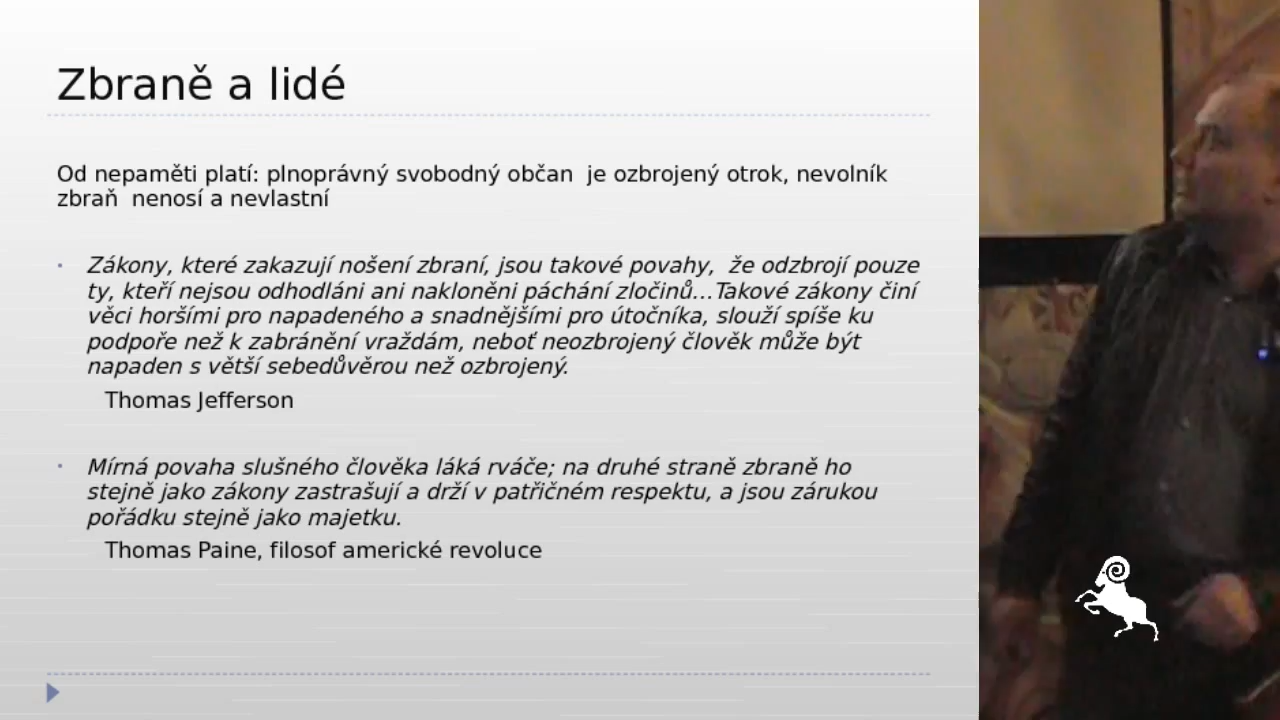 Zbraně a lidé
Od nepaměti platí: plnoprávný svobodný občan  je ozbrojený otrok, nevolník
zbraň  nenosí a nevlastní
Zákony, které zakazují nošení zbraní, jsou takové povahy,  že odzbrojí pouze
ty, kteří nejsou odhodláni ani nakloněni páchání zločinů...Takové zákony činí
věci horšími pro napadeného a snadnějšími pro útočníka, slouží spíše ku
podpoře než k zabránění vraždám, neboť neozbrojený člověk může být
napaden s větší sebedůvěrou než ozbrojený.
Thomas Jefferson
Mírná povaha slušného člověka láká rváče; na druhé straně zbraně ho
stejně jako zákony zastrašují a drží v patřičném respektu, a jsou zárukou
pořádku stejně jako majetku.
Thomas Paine, filosof americké revoluce